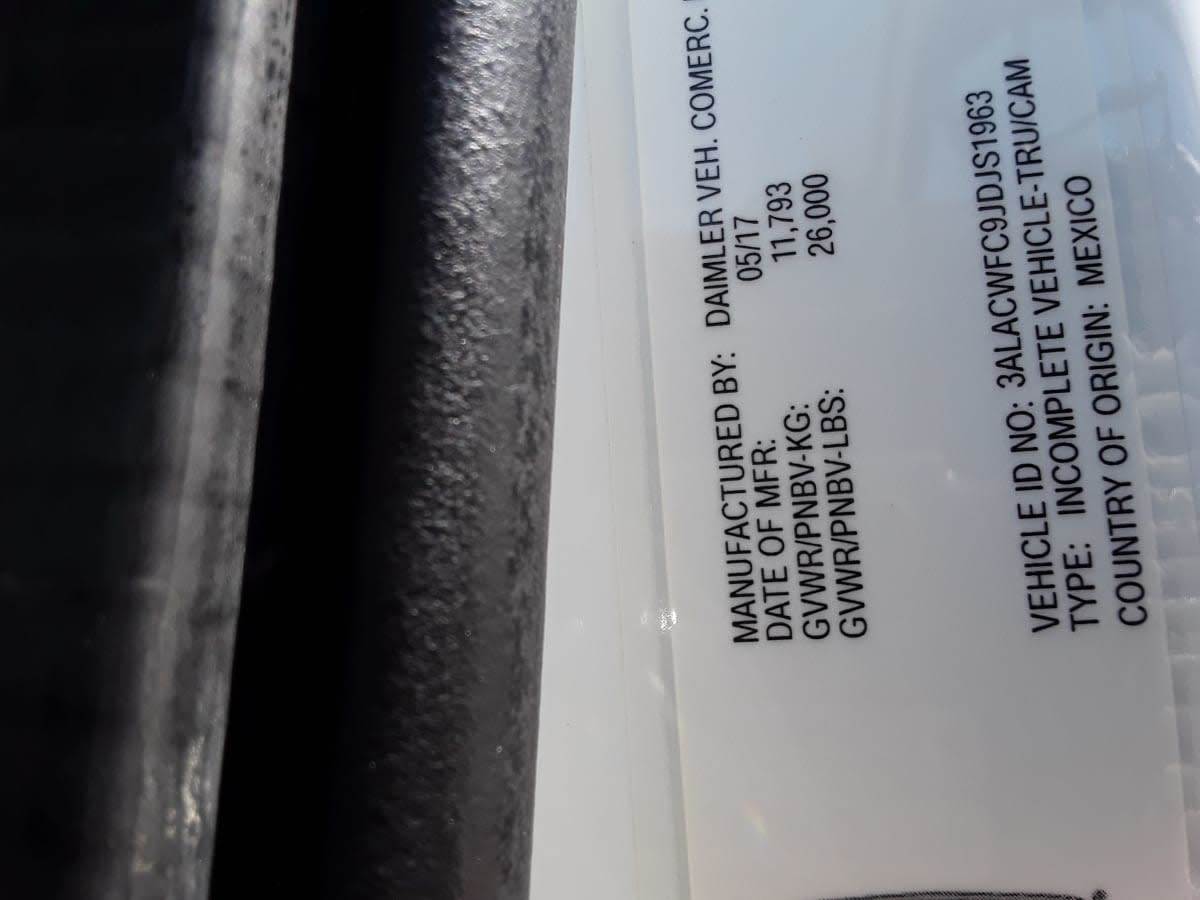 MANUFACTURED BY: DAIMLER VEH. COMERC.
DATE OF MFR: 05/17
GVWR/PNBV-KG: 11,793
GVWR/PNBV-LBS: 26,000
VEHICLE ID NO: 3ALACWFC9JDJS1963
TYPE: INCOMPLETE VEHICLE-TRU/CAM
COUNTRY OF ORIGIN: MEXICO